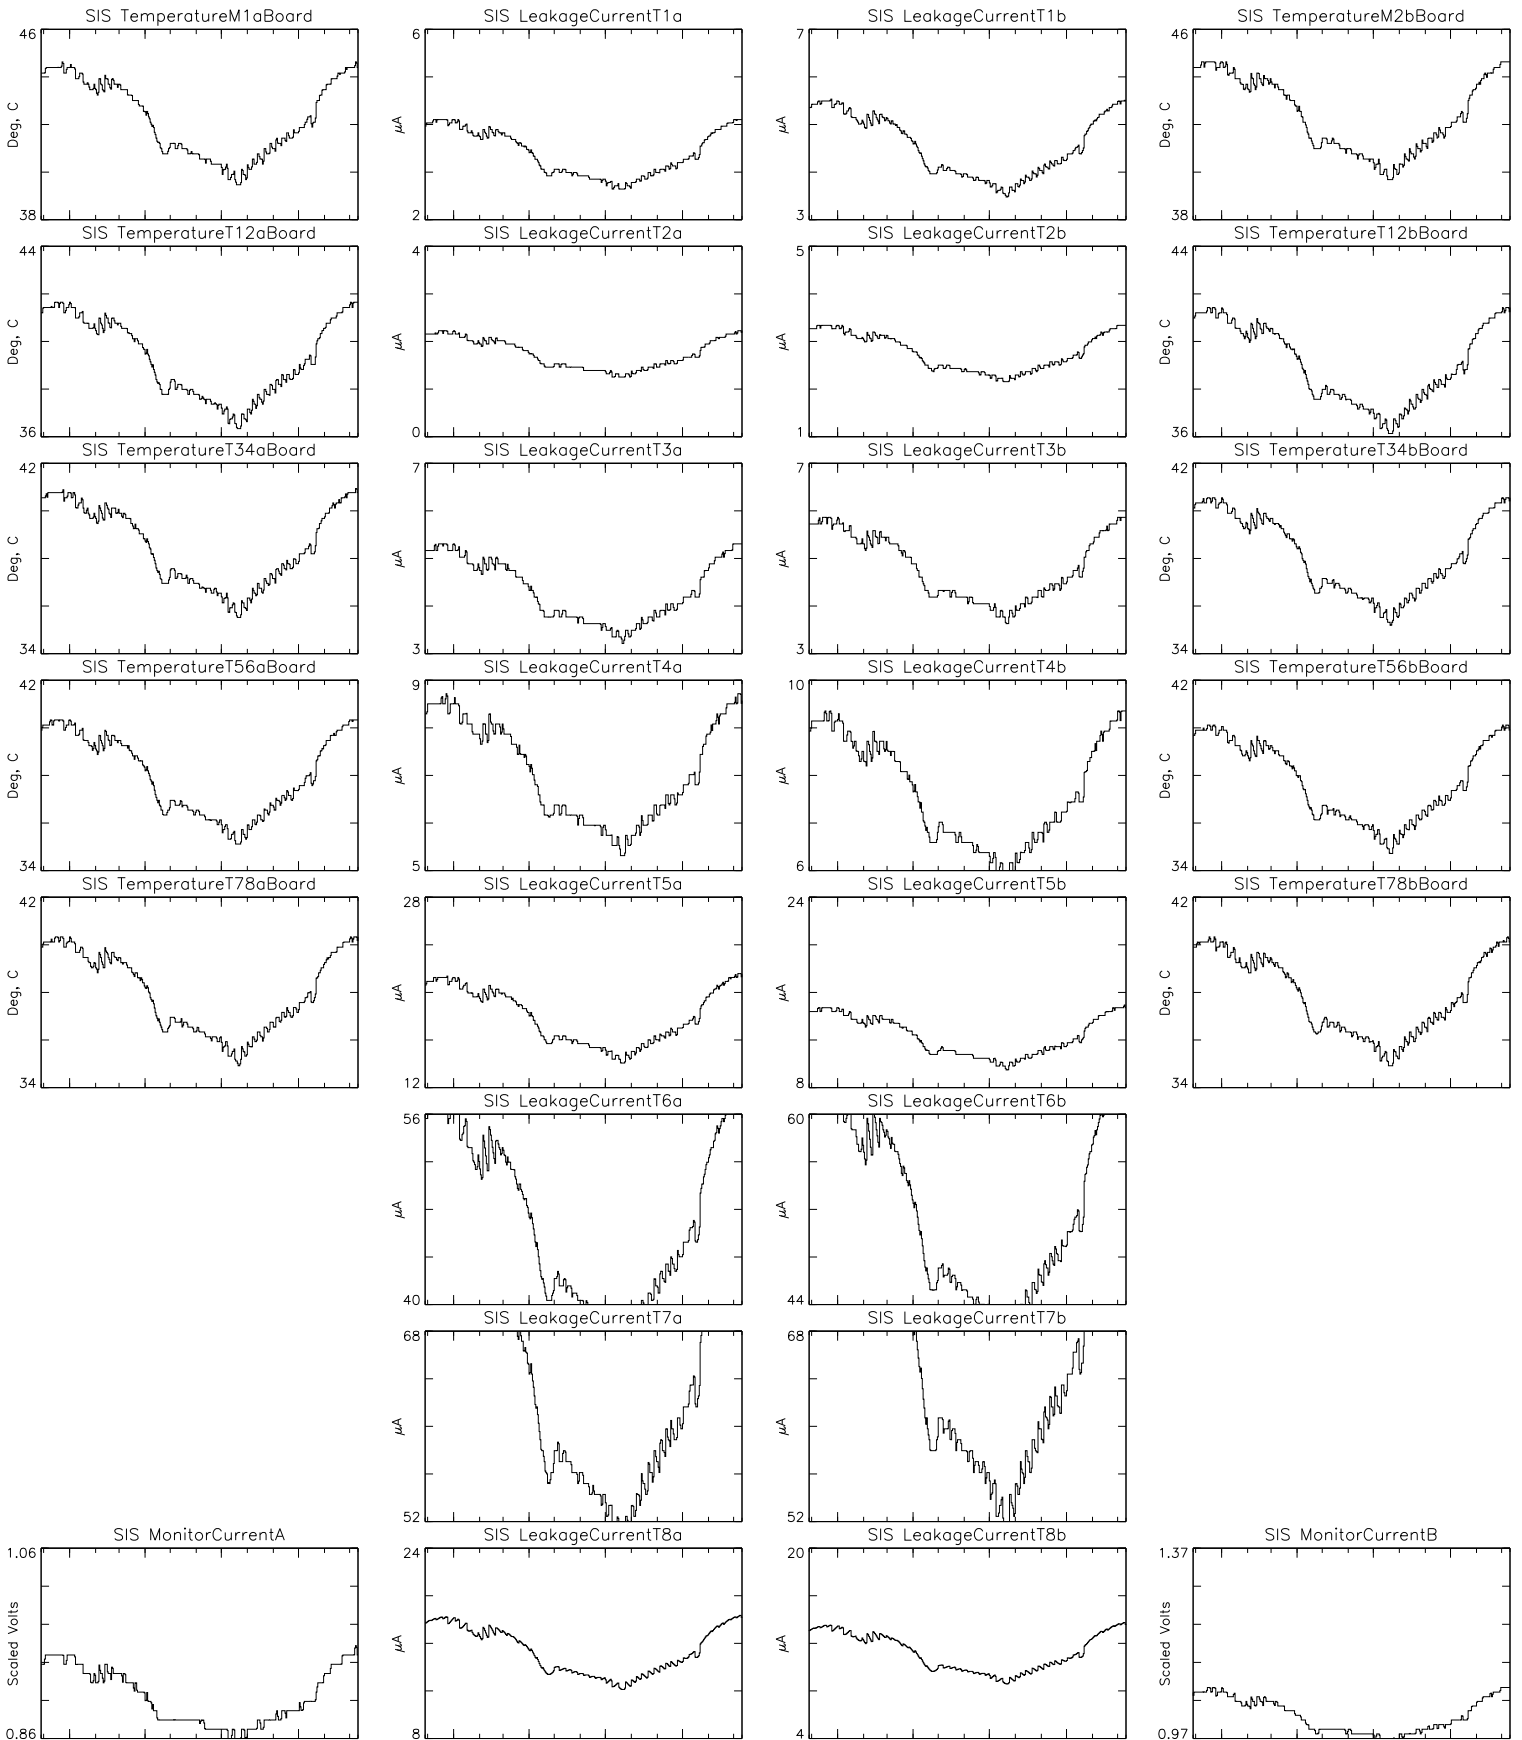 SIS TemperatureM1aBoard
46
Deg, C
38
SIS LeakageCurrentT1a
6
μA
2
SIS LeakageCurrentT1b
7
μA
3
SIS TemperatureM2bBoard
46
Deg, C
38
SIS TemperatureT12aBoard
44
Deg, C
36
SIS LeakageCurrentT2a
4
μA
0
SIS LeakageCurrentT2b
5
μA
1
SIS TemperatureT12bBoard
44
Deg, C
36
SIS TemperatureT34aBoard
42
Deg, C
34
SIS LeakageCurrentT3a
7
μA
3
SIS LeakageCurrentT3b
7
μA
3
SIS TemperatureT34bBoard
42
Deg, C
34
SIS TemperatureT56aBoard
42
Deg, C
34
SIS LeakageCurrentT4a
9
μA
5
SIS LeakageCurrentT4b
10
μA
6
SIS TemperatureT56bBoard
42
Deg, C
34
SIS TemperatureT78aBoard
42
Deg, C
34
SIS LeakageCurrentT5a
28
μA
12
SIS LeakageCurrentT5b
24
μA
8
SIS TemperatureT78bBoard
42
Deg, C
34
SIS LeakageCurrentT6a
56
μA
40
SIS LeakageCurrentT6b
60
μA
44
SIS LeakageCurrentT7a
68
μA
52
SIS LeakageCurrentT7b
68
μA
52
SIS MonitorCurrentA
1.06
Scaled Volts
0.86
SIS LeakageCurrentT8a
24
μA
8
SIS LeakageCurrentT8b
20
μA
4
SIS MonitorCurrentB
1.37
Scaled Volts
0.97